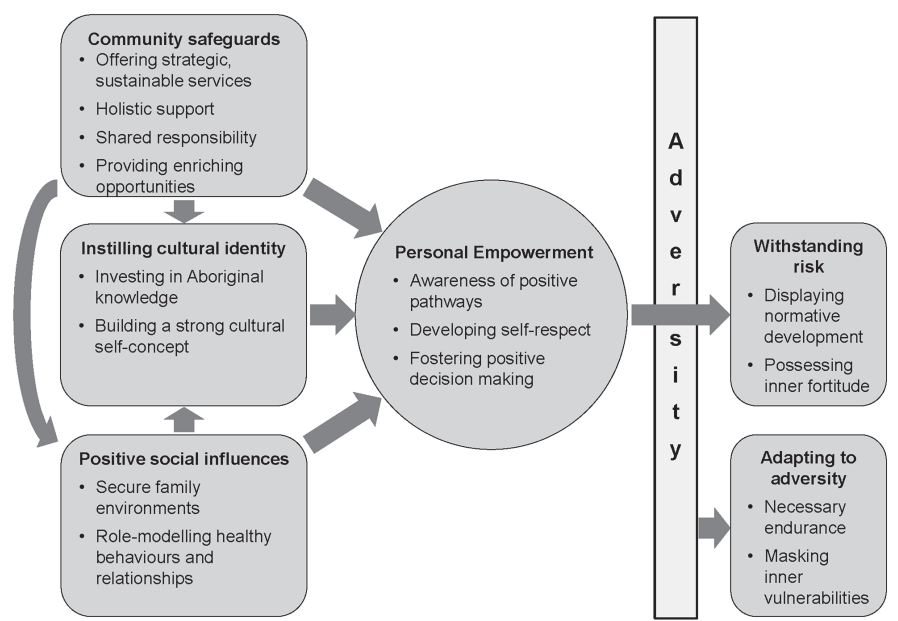 Community safeguards
• Offering strategic,
sustainable services
• Holistic support
• Shared responsibility
• Providing enriching
opportunities
Instilling cultural identity
• Investing in Aboriginal
knowledge
• Building a strong cultural
self-concept
Positive social influences
• Secure family
environments
• Role-modelling healthy
behaviours and
relationships
Personal Empowerment
• Awareness of positive
pathways
• Developing self-respect
• Fostering positive
decision making
A
d
v
e
r
s
i
t
y
Withstanding
risk
• Displaying
normative
development
• Possessing
inner fortitude
Adapting to
adversity
• Necessary
endurance
• Masking
inner
vulnerabilities